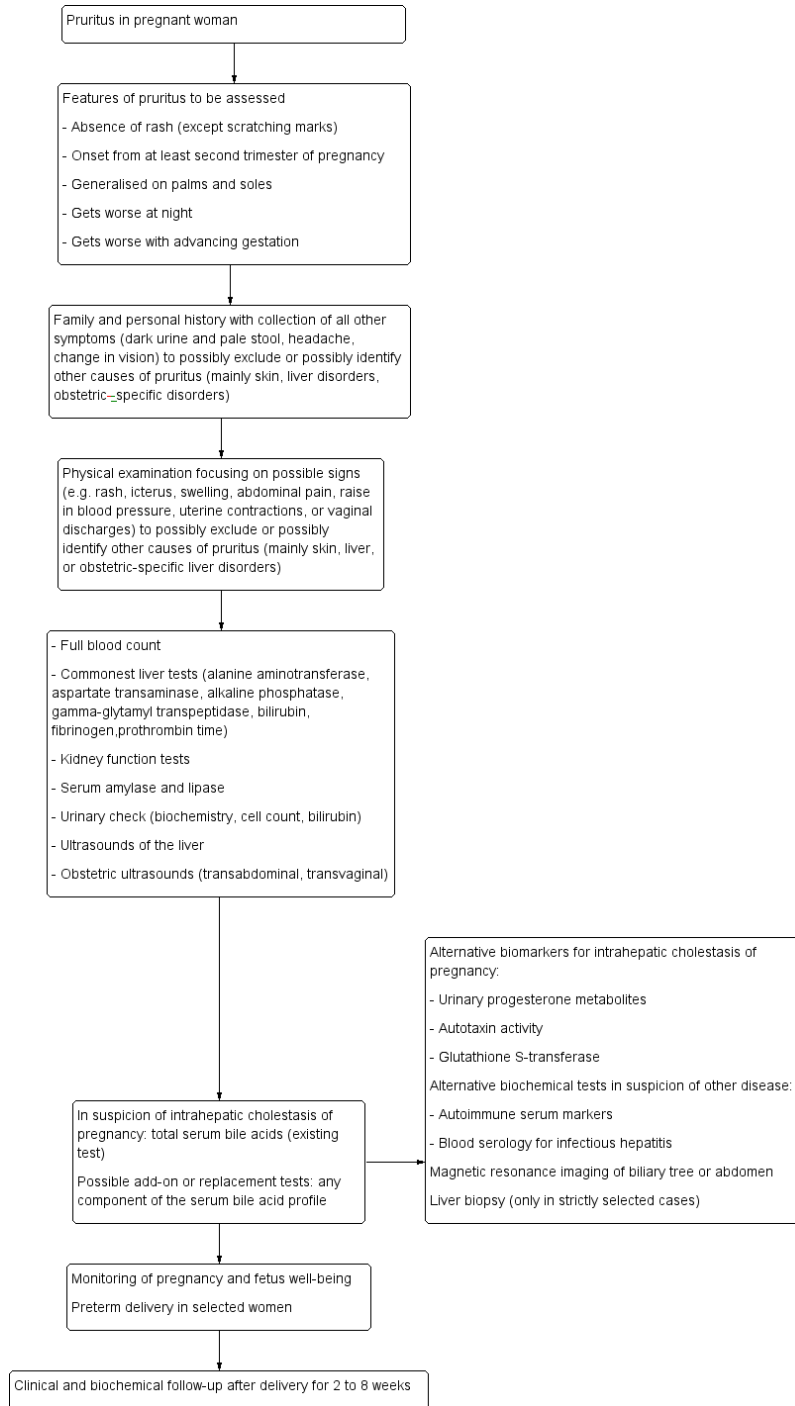 Pruritus in pregnant woman
Features of pruritus to be assessed
- Absence of rash (except scratching marks)
- Onset from at least second trimester of pregnancy
- Generalised on palms and soles
- Gets worse at night
- Gets worse with advancing gestation
Family and personal history with collection of all other
symptoms (dark urine and pale stool, headache,
change in vision) to possibly exclude or possibly identify
other causes of pruritus (mainly skin, liver disorders,
obstetric-_specific disorders)
Physical examination focusing on possible signs
(e.g. rash, icterus, swelling, abdominal pain, raise
in blood pressure, uterine contractions, or vaginal
discharges) to possibly exclude or possibly
identify other causes of pruritus (mainly skin, liver,
or obstetric-specific liver disorders)
- Full blood count
- Commonest liver tests (alanine aminotransferase,
aspartate transaminase, alkaline phosphatase,
gamma-glytamyl transpeptidase, bilirubin,
fibrinogen,prothrombin time)
- Kidney function tests
- Serum amylase and lipase
- Urinary check (biochemistry, cell count, bilirubin)
- Ultrasounds of the liver
- Obstetric ultrasounds (transabdominal, transvaginal)
Alternative biomarkers for intrahepatic cholestasis of
pregnancy:
- Urinary progesterone metabolites
- Autotaxin activity
- Glutathione S-transferase
Alternative biochemical tests in suspicion of other disease:
- Autoimmune serum markers
- Blood serology for infectious hepatitis
Magnetic resonance imaging of biliary tree or abdomen
Liver biopsy (only in strictly selected cases)
In suspicion of intrahepatic cholestasis of
pregnancy: total serum bile acids (existing
test)
Possible add-on or replacement tests: any
component of the serum bile acid profile
Monitoring of pregnancy and fetus well-being
Preterm delivery in selected women
Clinical and biochemical follow-up after delivery for 2 to 8 weeks